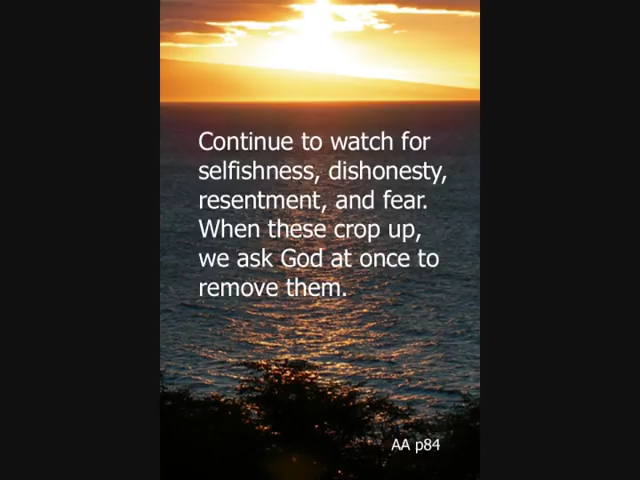 Continue to watch for
selfishness, dishonesty,
resentment, and fear.
When these crop up,
we ask God at once to
remove them.
AA p84